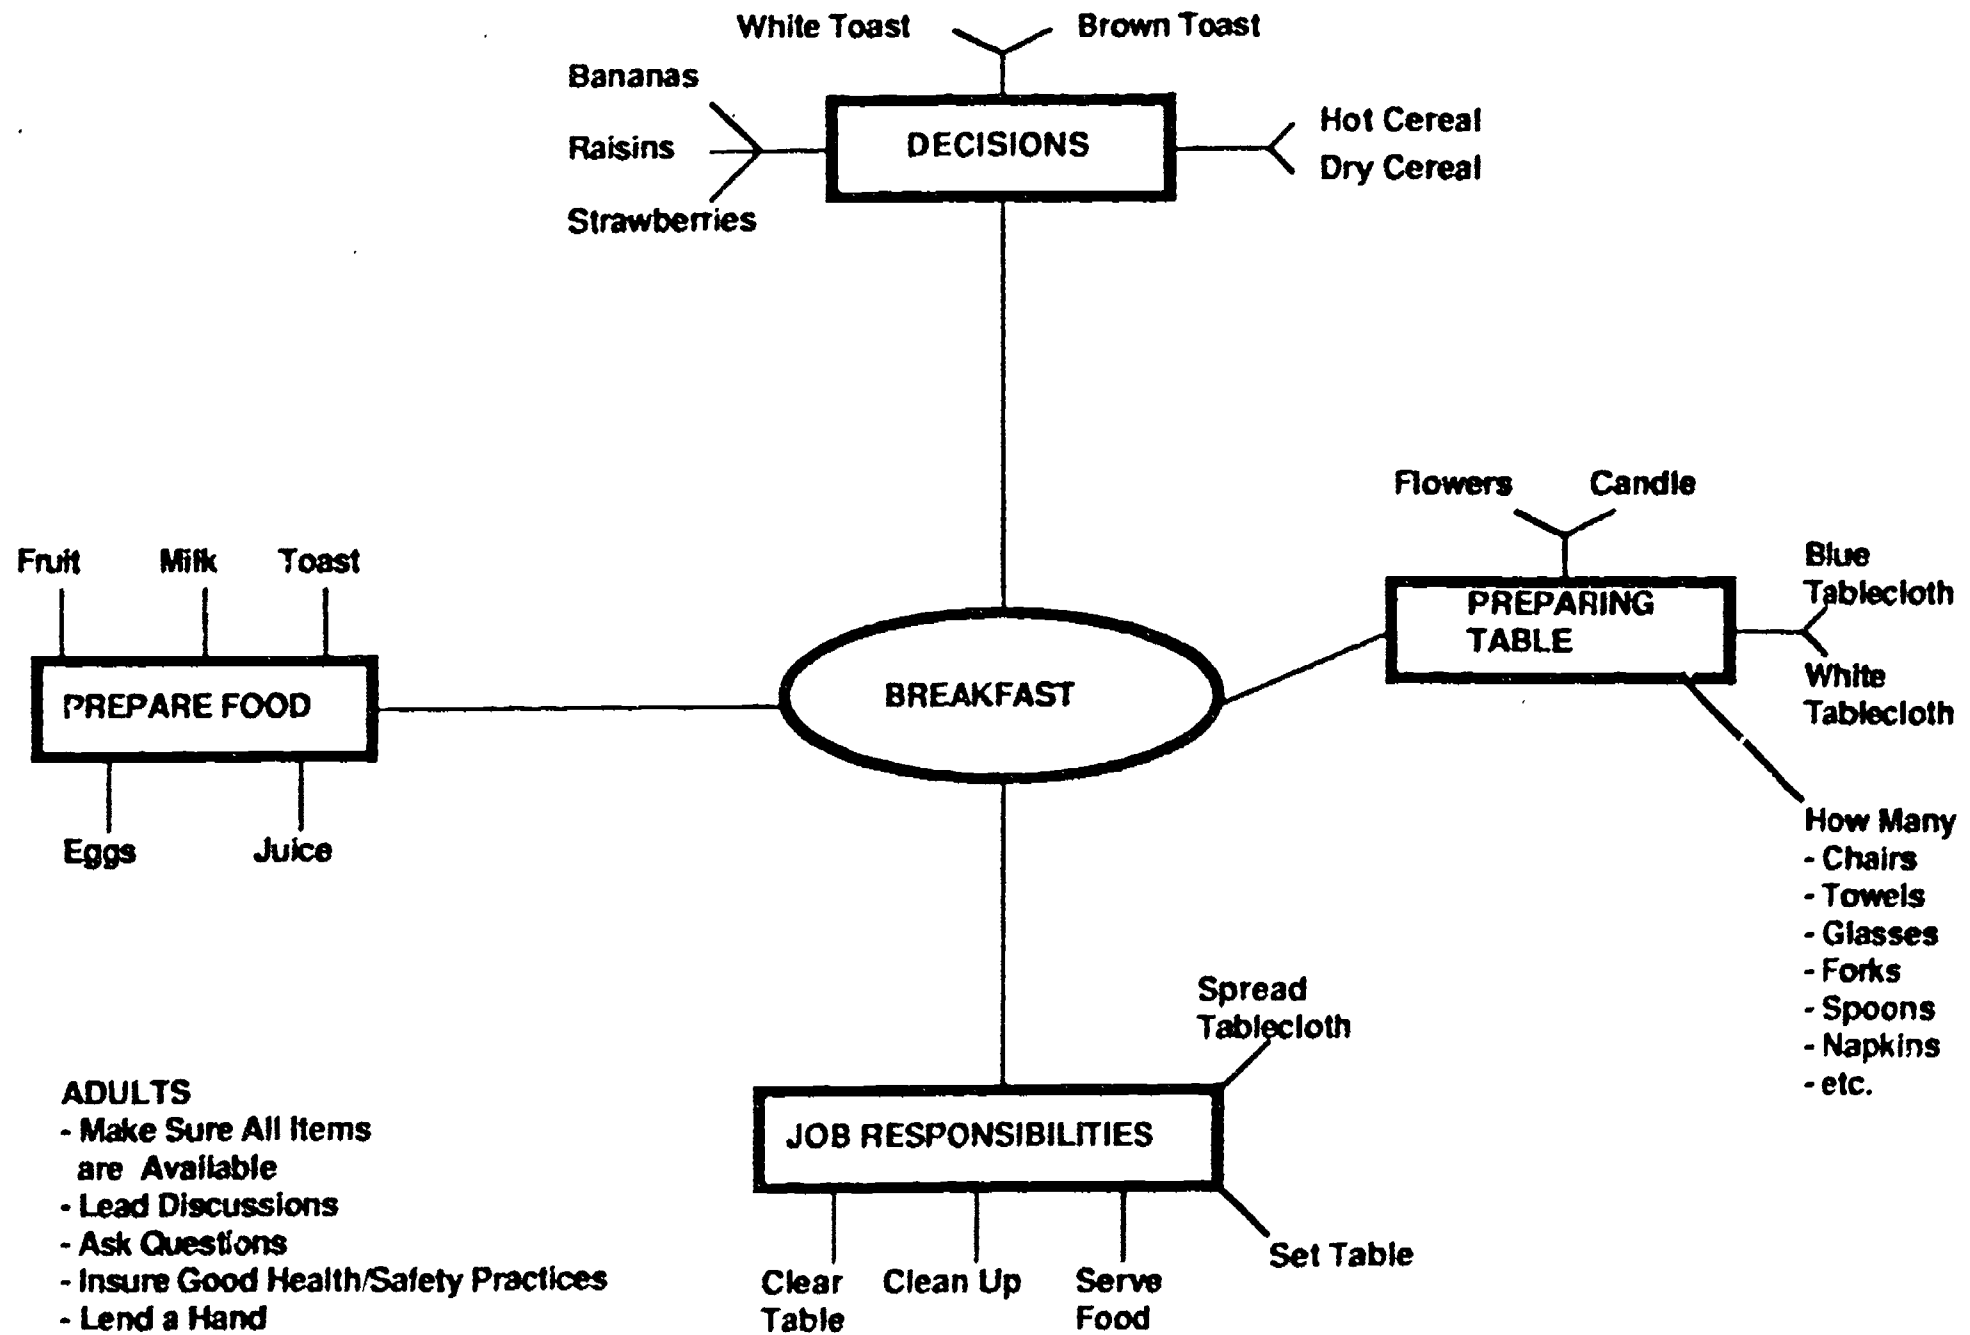 White Toast
Brown Toast
Bananas
Raisins
Strawberries
DECISIONS
Hot Cereal
Dry Cereal
Flowers
Candle
PREPARING
TABLE
Blue
Tablecloth
White
Tablecloth
Fruit
Milk
Toast
PREPARE FOOD
Eggs
Juice
BREAKFAST
How Many
- Chairs
- Towels
- Glasses
- Forks
- Spoons
- Napkins
- etc.
Spread
Tablecloth
JOB RESPONSIBILITIES
Clear
Table
Clean Up
Serve
Food
Set Table
ADULTS
- Make Sure All Items
are Available
- Lead Discussions
- Ask Questions
- Insure Good Health/Safety Practices
- Lend a Hand